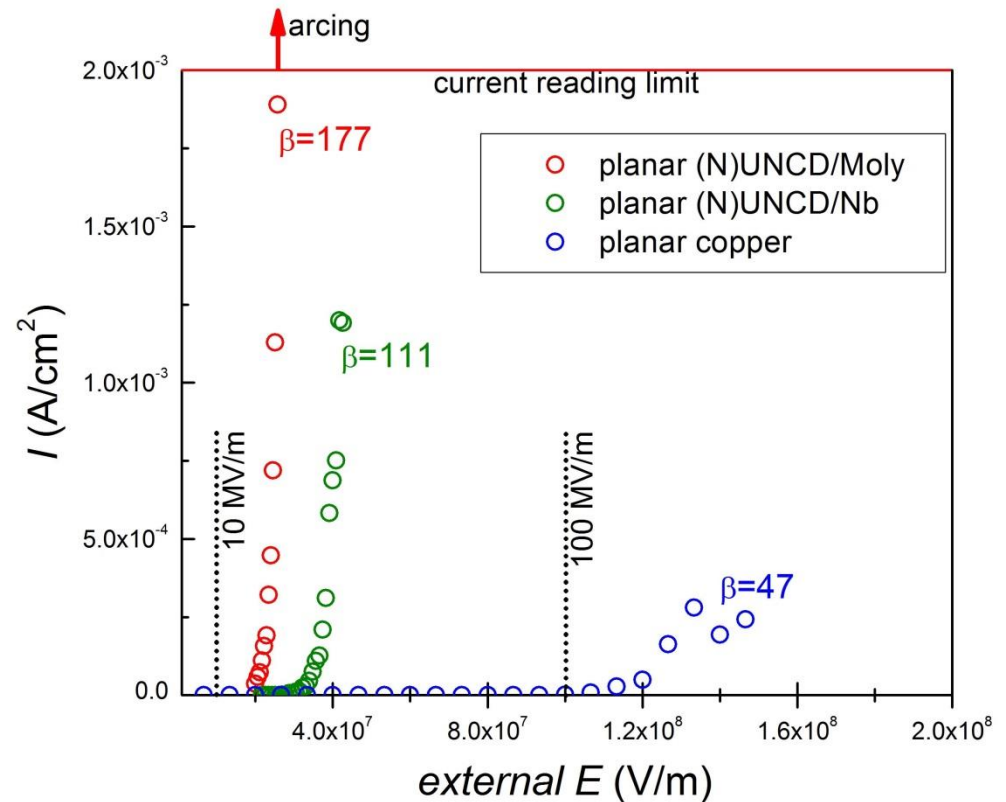 arcing
2.0x10⁻³
current reading limit
β=177
planar (N)UNCD/Moly
planar (N)UNCD/Nb
planar copper
1.5x10⁻³
β=111
1.0x10⁻³
I (A/cm²)
10 MV/m
100 MV/m
5.0x10⁻⁴
β=47
0.0
4.0x10⁷
8.0x10⁷
1.2x10⁸
1.6x10⁸
2.0x10⁸
external E (V/m)